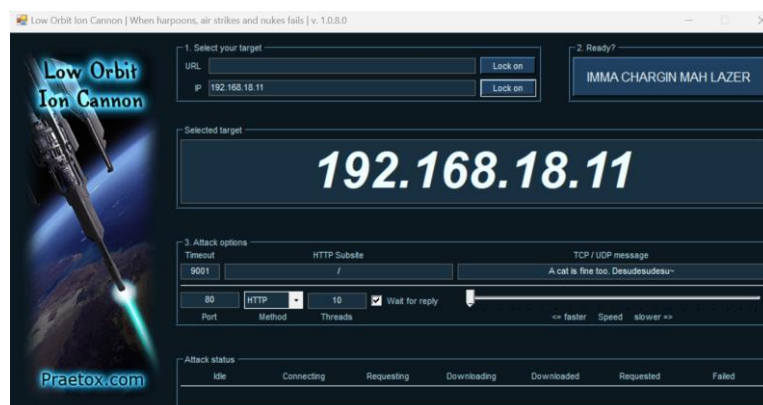 Low Orbit Ion Cannon | When harpoons, air strikes and nukes fails | v. 1.0.8.0
Low Orbit
Ion Cannon
1. Select your target
URL
Lock on
IP
192.168.18.11
Lock on
2. Ready?
IMMA CHARGIN MAH LAZER
Selected target
192.168.18.11
3. Attack options
Timeout
HTTP Subsite
TCP / UDP message
9001
/
A cat is fine too. Desudesudesu~
80
HTTP
10
Wait for reply
Port
Method
Threads
<= faster Speed slower =>
Attack status
Idle
Connecting
Requesting
Downloading
Downloaded
Requested
Failed
Praetox.com